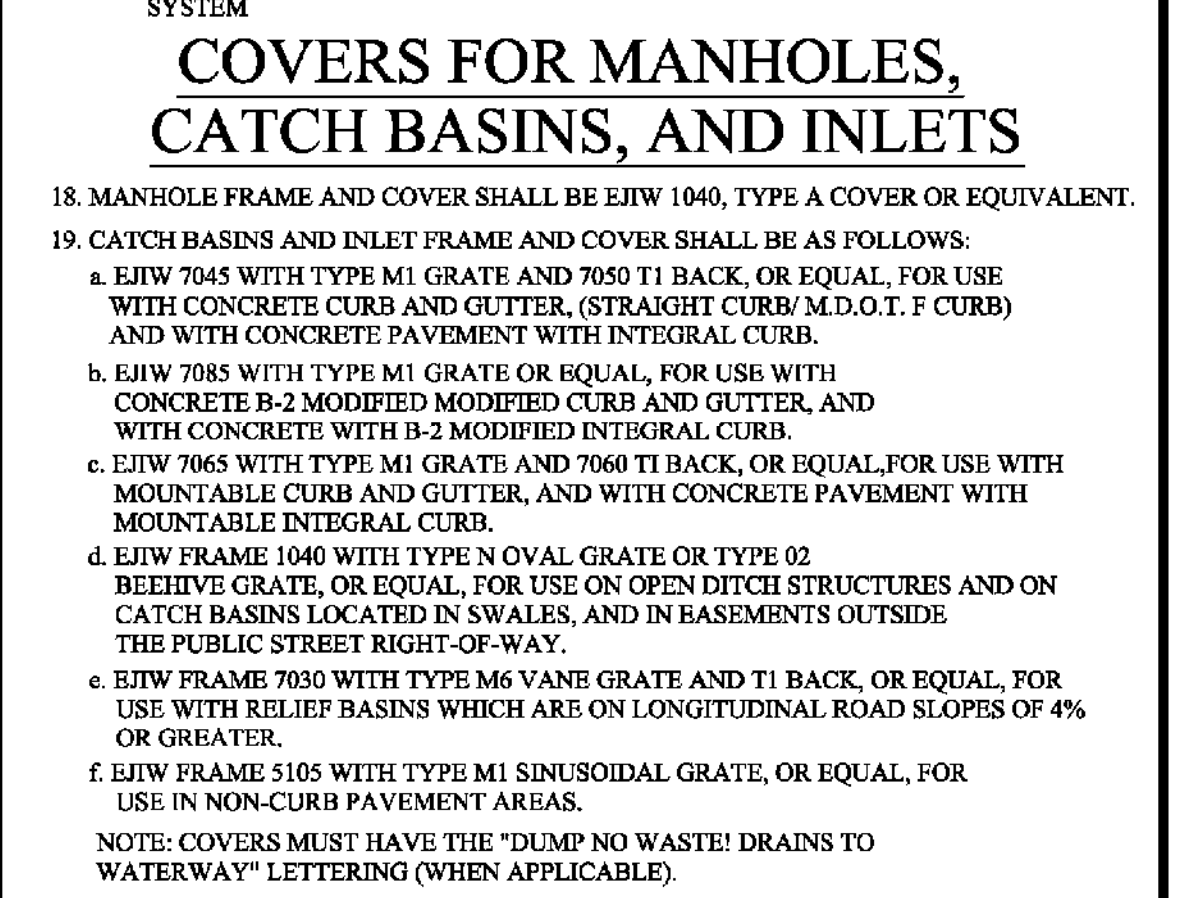 SYSTEM
COVERS FOR MANHOLES,
CATCH BASINS, AND INLETS
18. MANHOLE FRAME AND COVER SHALL BE EJIW 1040, TYPE A COVER OR EQUIVALENT.
19. CATCH BASINS AND INLET FRAME AND COVER SHALL BE AS FOLLOWS:
a. EJIW 7045 WITH TYPE M1 GRATE AND 7050 T1 BACK, OR EQUAL, FOR USE
WITH CONCRETE CURB AND GUTTER, (STRAIGHT CURB/ M.D.O.T. F CURB)
AND WITH CONCRETE PAVEMENT WITH INTEGRAL CURB.
b. EJIW 7085 WITH TYPE M1 GRATE OR EQUAL, FOR USE WITH
CONCRETE B-2 MODIFIED MODIFIED CURB AND GUTTER, AND
WITH CONCRETE WITH B-2 MODIFIED INTEGRAL CURB.
c. EJIW 7065 WITH TYPE M1 GRATE AND 7060 TI BACK, OR EQUAL,FOR USE WITH
MOUNTABLE CURB AND GUTTER, AND WITH CONCRETE PAVEMENT WITH
MOUNTABLE INTEGRAL CURB.
d. EJIW FRAME 1040 WITH TYPE N OVAL GRATE OR TYPE 02
BEEHIVE GRATE, OR EQUAL, FOR USE ON OPEN DITCH STRUCTURES AND ON
CATCH BASINS LOCATED IN SWALES, AND IN EASEMENTS OUTSIDE
THE PUBLIC STREET RIGHT-OF-WAY.
e. EJIW FRAME 7030 WITH TYPE M6 VANE GRATE AND T1 BACK, OR EQUAL, FOR
USE WITH RELIEF BASINS WHICH ARE ON LONGITUDINAL ROAD SLOPES OF 4%
OR GREATER.
f. EJIW FRAME 5105 WITH TYPE M1 SINUSOIDAL GRATE, OR EQUAL, FOR
USE IN NON-CURB PAVEMENT AREAS.
NOTE: COVERS MUST HAVE THE "DUMP NO WASTE! DRAINS TO
WATERWAY" LETTERING (WHEN APPLICABLE).